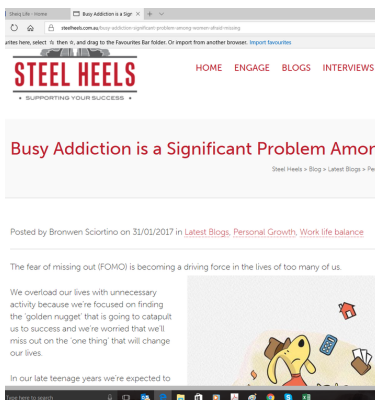 Sheiq Life - Home
Busy Addiction is a Sign
steelheels.com.au/busy-addiction-significant-problem-among-women-afraid-missing
urites here, select ☆ then ☆, and drag to the Favourites Bar folder. Or import from another browser. Import favourites
STEEL HEELS
• SUPPORTING YOUR SUCCESS •
HOME ENGAGE BLOGS INTERVIEWS
Busy Addiction is a Significant Problem Amor
Steel Heels > Blog > Latest Blogs > Pe
Posted by Bronwen Sciortino on 31/01/2017 in Latest Blogs, Personal Growth, Work life balance
The fear of missing out (FOMO) is becoming a driving force in the lives of too many of us.
We overload our lives with unnecessary
activity because we're focused on finding
the 'golden nugget' that is going to catapult
us to success and we're worried that we'll
miss out on the 'one thing' that will change
our lives.
In our late teenage years we're expected to
Type here to search